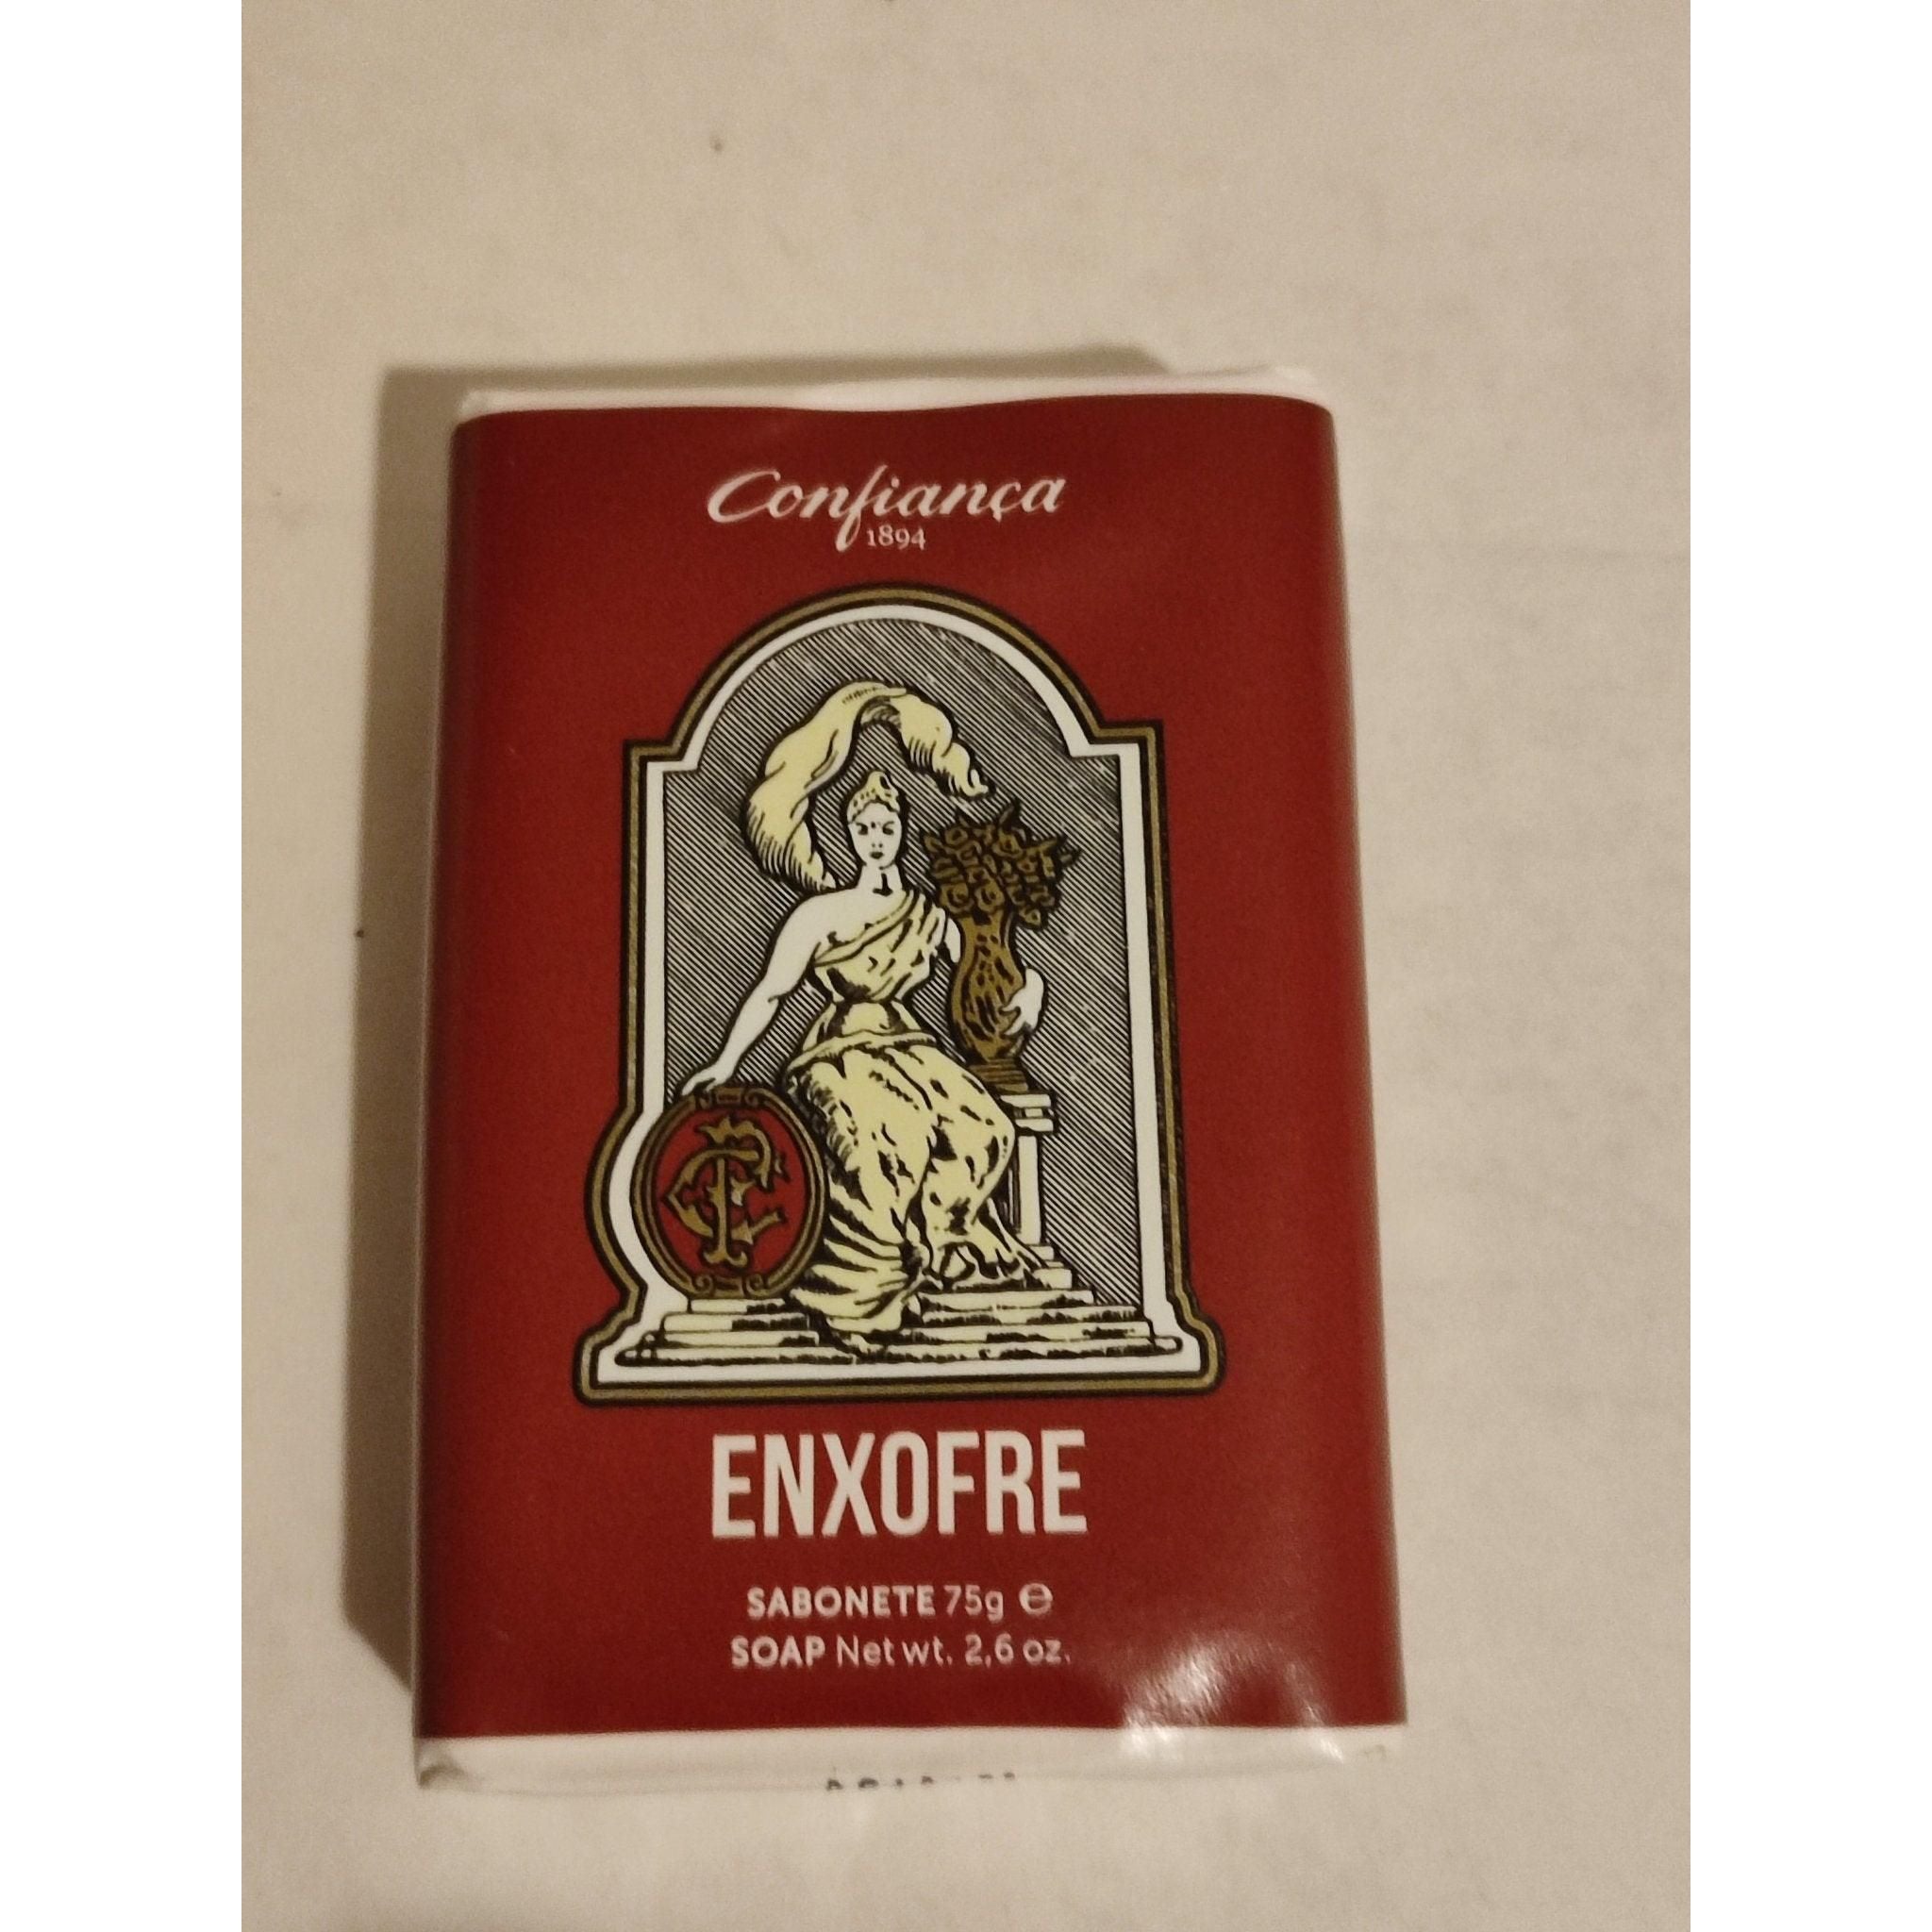 Confiança
1894
ENXOFRE
SABONETE 75g ℮
SOAP Net wt. 2,6 oz.